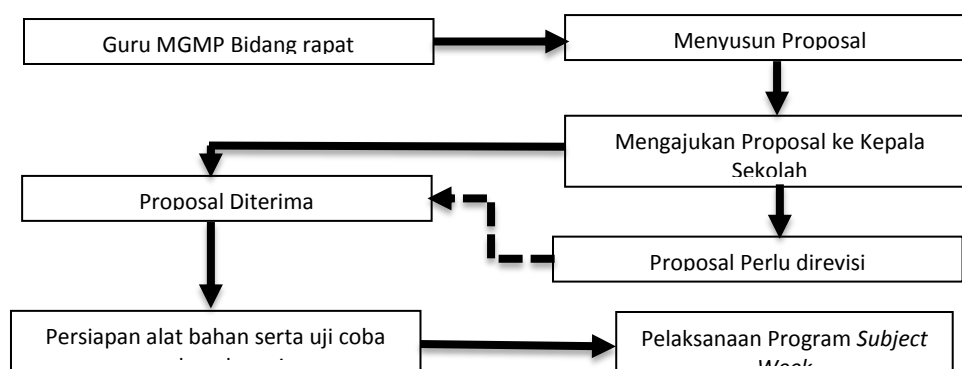 Guru MGMP Bidang rapat
Menyusun Proposal
Mengajukan Proposal ke Kepala
Sekolah
Proposal Diterima
Proposal Perlu direvisi
Persiapan alat bahan serta uji coba
Pelaksanaan Program Subject
Week